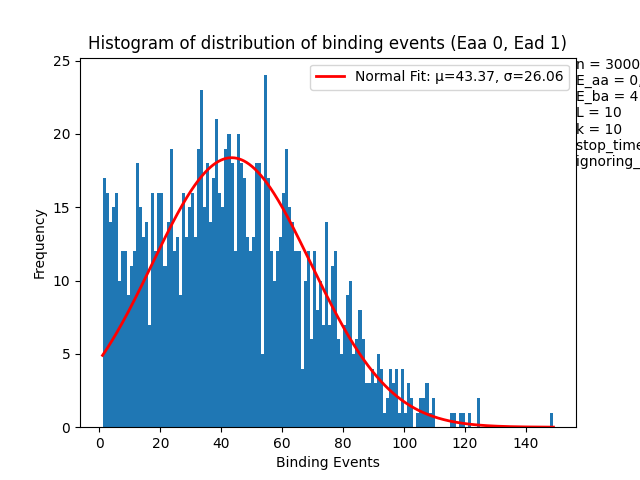 Histogram of distribution of binding events (Eaa 0, Ead 1)
Normal Fit: μ=43.37, σ=26.06
n = 3000
E_aa = 0,
E_ba = 4
L = 10
k = 10
stop_time
ignoring_
Frequency
25
20
15
10
5
0
0 20 40 60 80 100 120 140
Binding Events